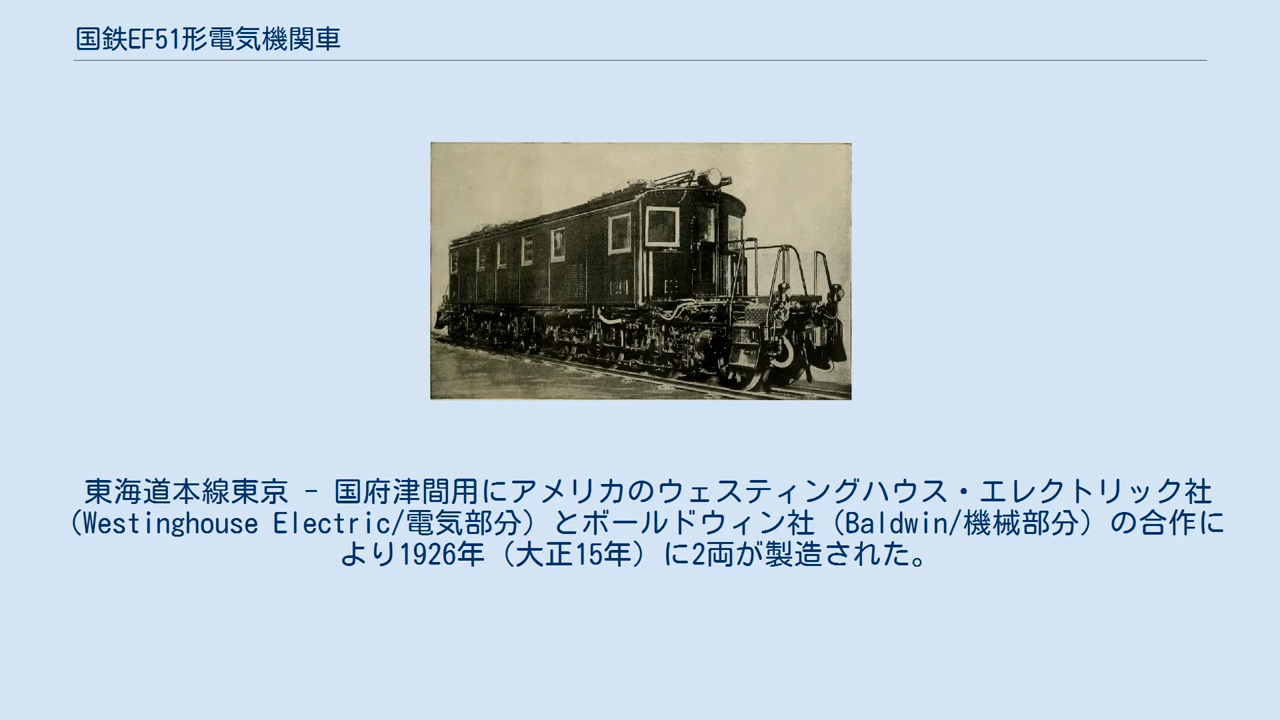 国鉄EF51形電気機関車
東海道本線東京 - 国府津間用にアメリカのウェスティングハウス・エレクトリック社
(Westinghouse Electric/電気部分）とボールドウィン社（Baldwin/機械部分）の合作に
より1926年（大正15年）に2両が製造された。